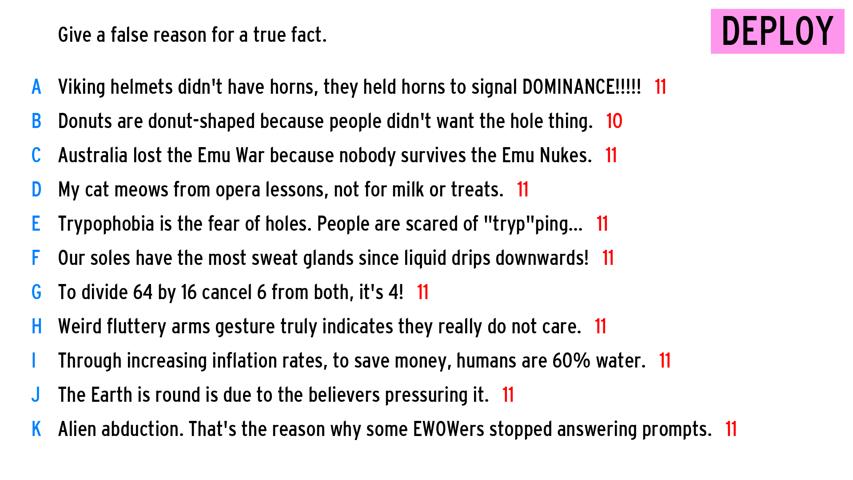 Give a false reason for a true fact.
DEPLOY
A Viking helmets didn't have horns, they held horns to signal DOMINANCE!!!!! 11
B Donuts are donut-shaped because people didn't want the hole thing. 10
C Australia lost the Emu War because nobody survives the Emu Nukes. 11
D My cat meows from opera lessons, not for milk or treats. 11
E Trypophobia is the fear of holes. People are scared of "tryp"ping... 11
F Our soles have the most sweat glands since liquid drips downwards! 11
G To divide 64 by 16 cancel 6 from both, it's 4! 11
H Weird fluttery arms gesture truly indicates they really do not care. 11
I Through increasing inflation rates, to save money, humans are 60% water. 11
J The Earth is round is due to the believers pressuring it. 11
K Alien abduction. That's the reason why some EWOWers stopped answering prompts. 11